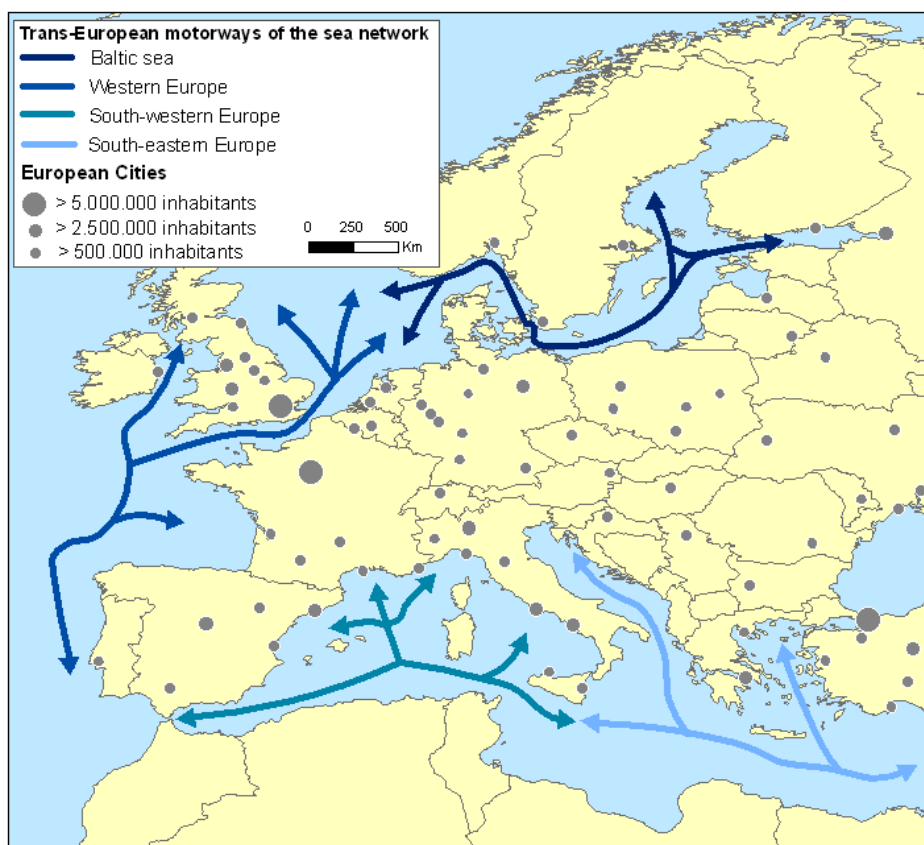 Trans-European motorways of the sea network
Baltic sea
Western Europe
South-western Europe
South-eastern Europe
European Cities
> 5.000.000 inhabitants
> 2.500.000 inhabitants
> 500.000 inhabitants
0 250 500
Km